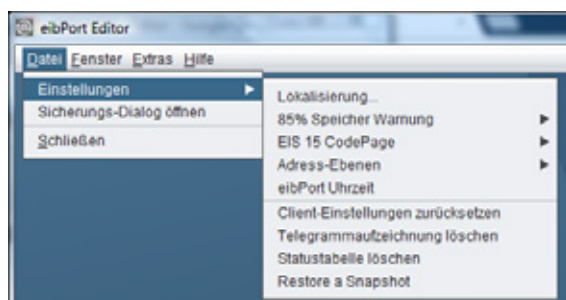 eibPort Editor
Datei Fenster Extras Hilfe
Einstellungen
Sicherungs-Dialog öffnen
Schließen
Lokalisierung...
85% Speicher Warnung
EIS 15 CodePage
Adress-Ebenen
eibPort Uhrzeit
Client-Einstellungen zurücksetzen
Telegrammaufzeichnung löschen
Statustabelle löschen
Restore a Snapshot